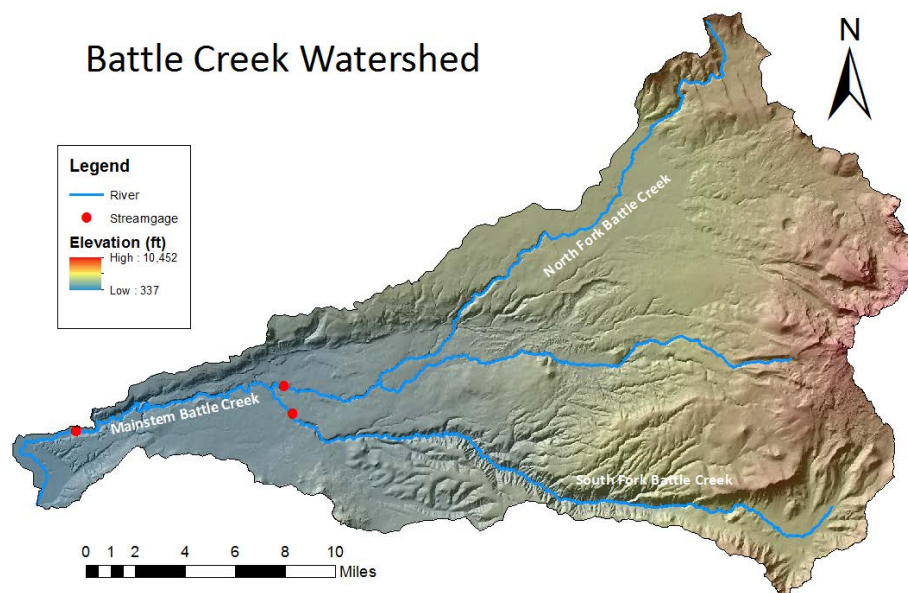 Battle Creek Watershed
N
Legend
River
Streamgage
Elevation (ft)
High : 10,452
Low : 337
North Fork Battle Creek
Mainstem Battle Creek
South Fork Battle Creek
0 1 2 4 6 8 10
Miles